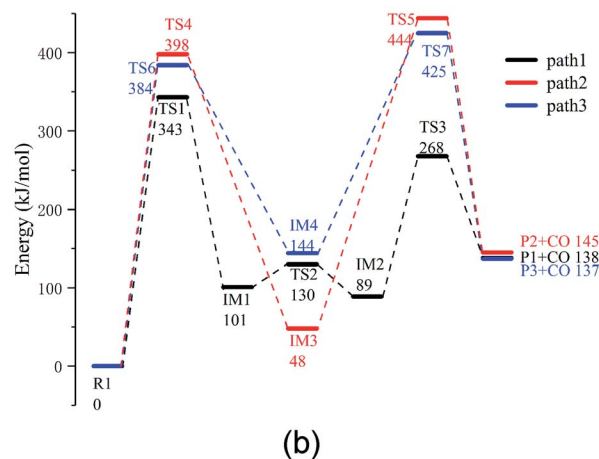 Energy (kJ/mol)
400
300
200
100
0
TS4
398
TS6
384
TS1
343
TS5
444
TS7
425
TS3
268
path1
path2
path3
IM4
144
TS2
130
IM2
89
IM1
101
IM3
48
P2+CO 145
P1+CO 138
P3+CO 137
R1
0
(b)